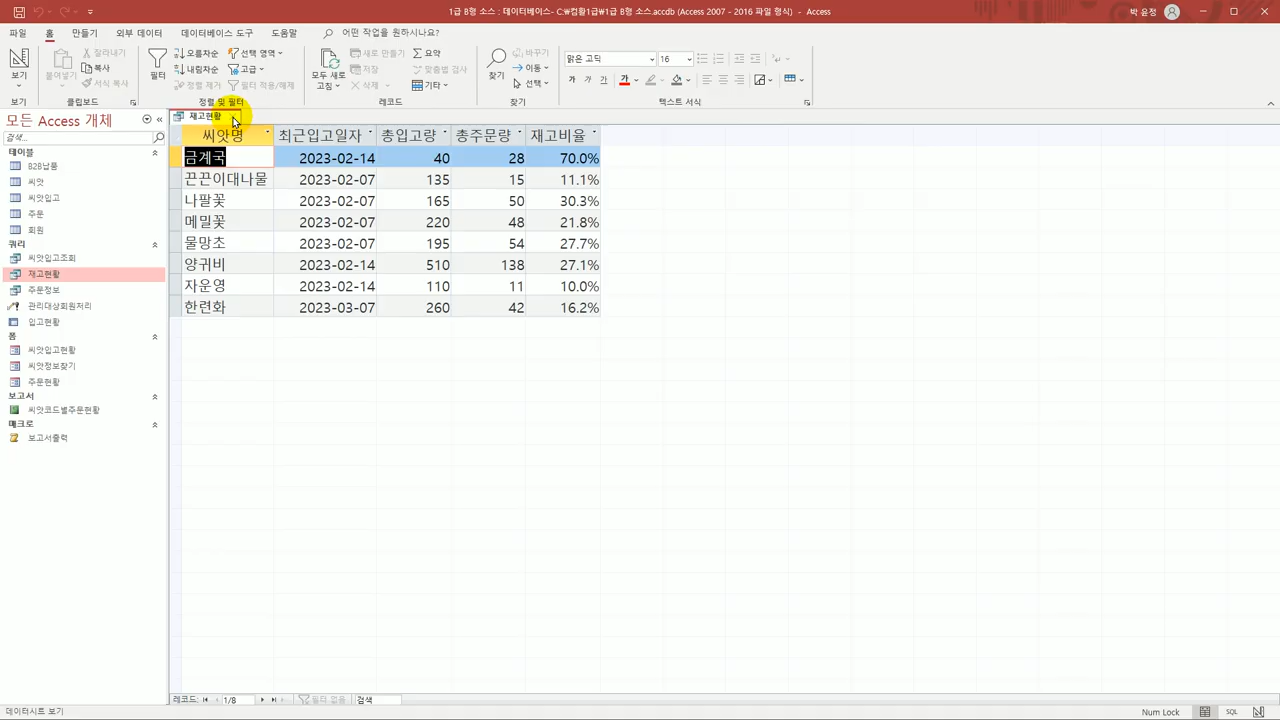 1급 B형 소스 : 데이터베이스- C:₩컴활1급₩1급 B형 소스.accdb (Access 2007 - 2016 파일 형식) - Access
박 윤정
파일 홈 만들기 외부 데이터 데이터베이스 도구 도움말 어떤 작업을 원하시나요?
보기
보기
붙여넣기
잘라내기
복사
서식 복사
클립보드
필터
오름차순
내림차순
정렬 제거
선택 영역
고급
필터 적용/해제
정렬 및 필터
모두 새로 고침
새로 만들기
저장
삭제
요약
맞춤법 검사
기타
레코드
찾기
바꾸기
이동
선택
찾기
맑은 고딕 16
가 가 가 가
텍스트 서식
모든 Access 개체
검색...
테이블
B2B납품
씨앗
씨앗입고
주문
회원
쿼리
씨앗입고조회
재고현황
주문정보
관리대상회원처리
입고현황
폼
씨앗입고현황
씨앗정보찾기
주문현황
보고서
씨앗코드별주문현황
매크로
보고서출력
재고현황
씨앗명 최근입고일자 총입고량 총주문량 재고비율
금계국 2023-02-14 40 28 70.0%
끈끈이대나물 2023-02-07 135 15 11.1%
나팔꽃 2023-02-07 165 50 30.3%
메밀꽃 2023-02-07 220 48 21.8%
물망초 2023-02-07 195 54 27.7%
양귀비 2023-02-14 510 138 27.1%
자운영 2023-02-14 110 11 10.0%
한련화 2023-03-07 260 42 16.2%
레코드: 1/8 필터 없음 검색
데이터시트 보기 Num Lock SQL